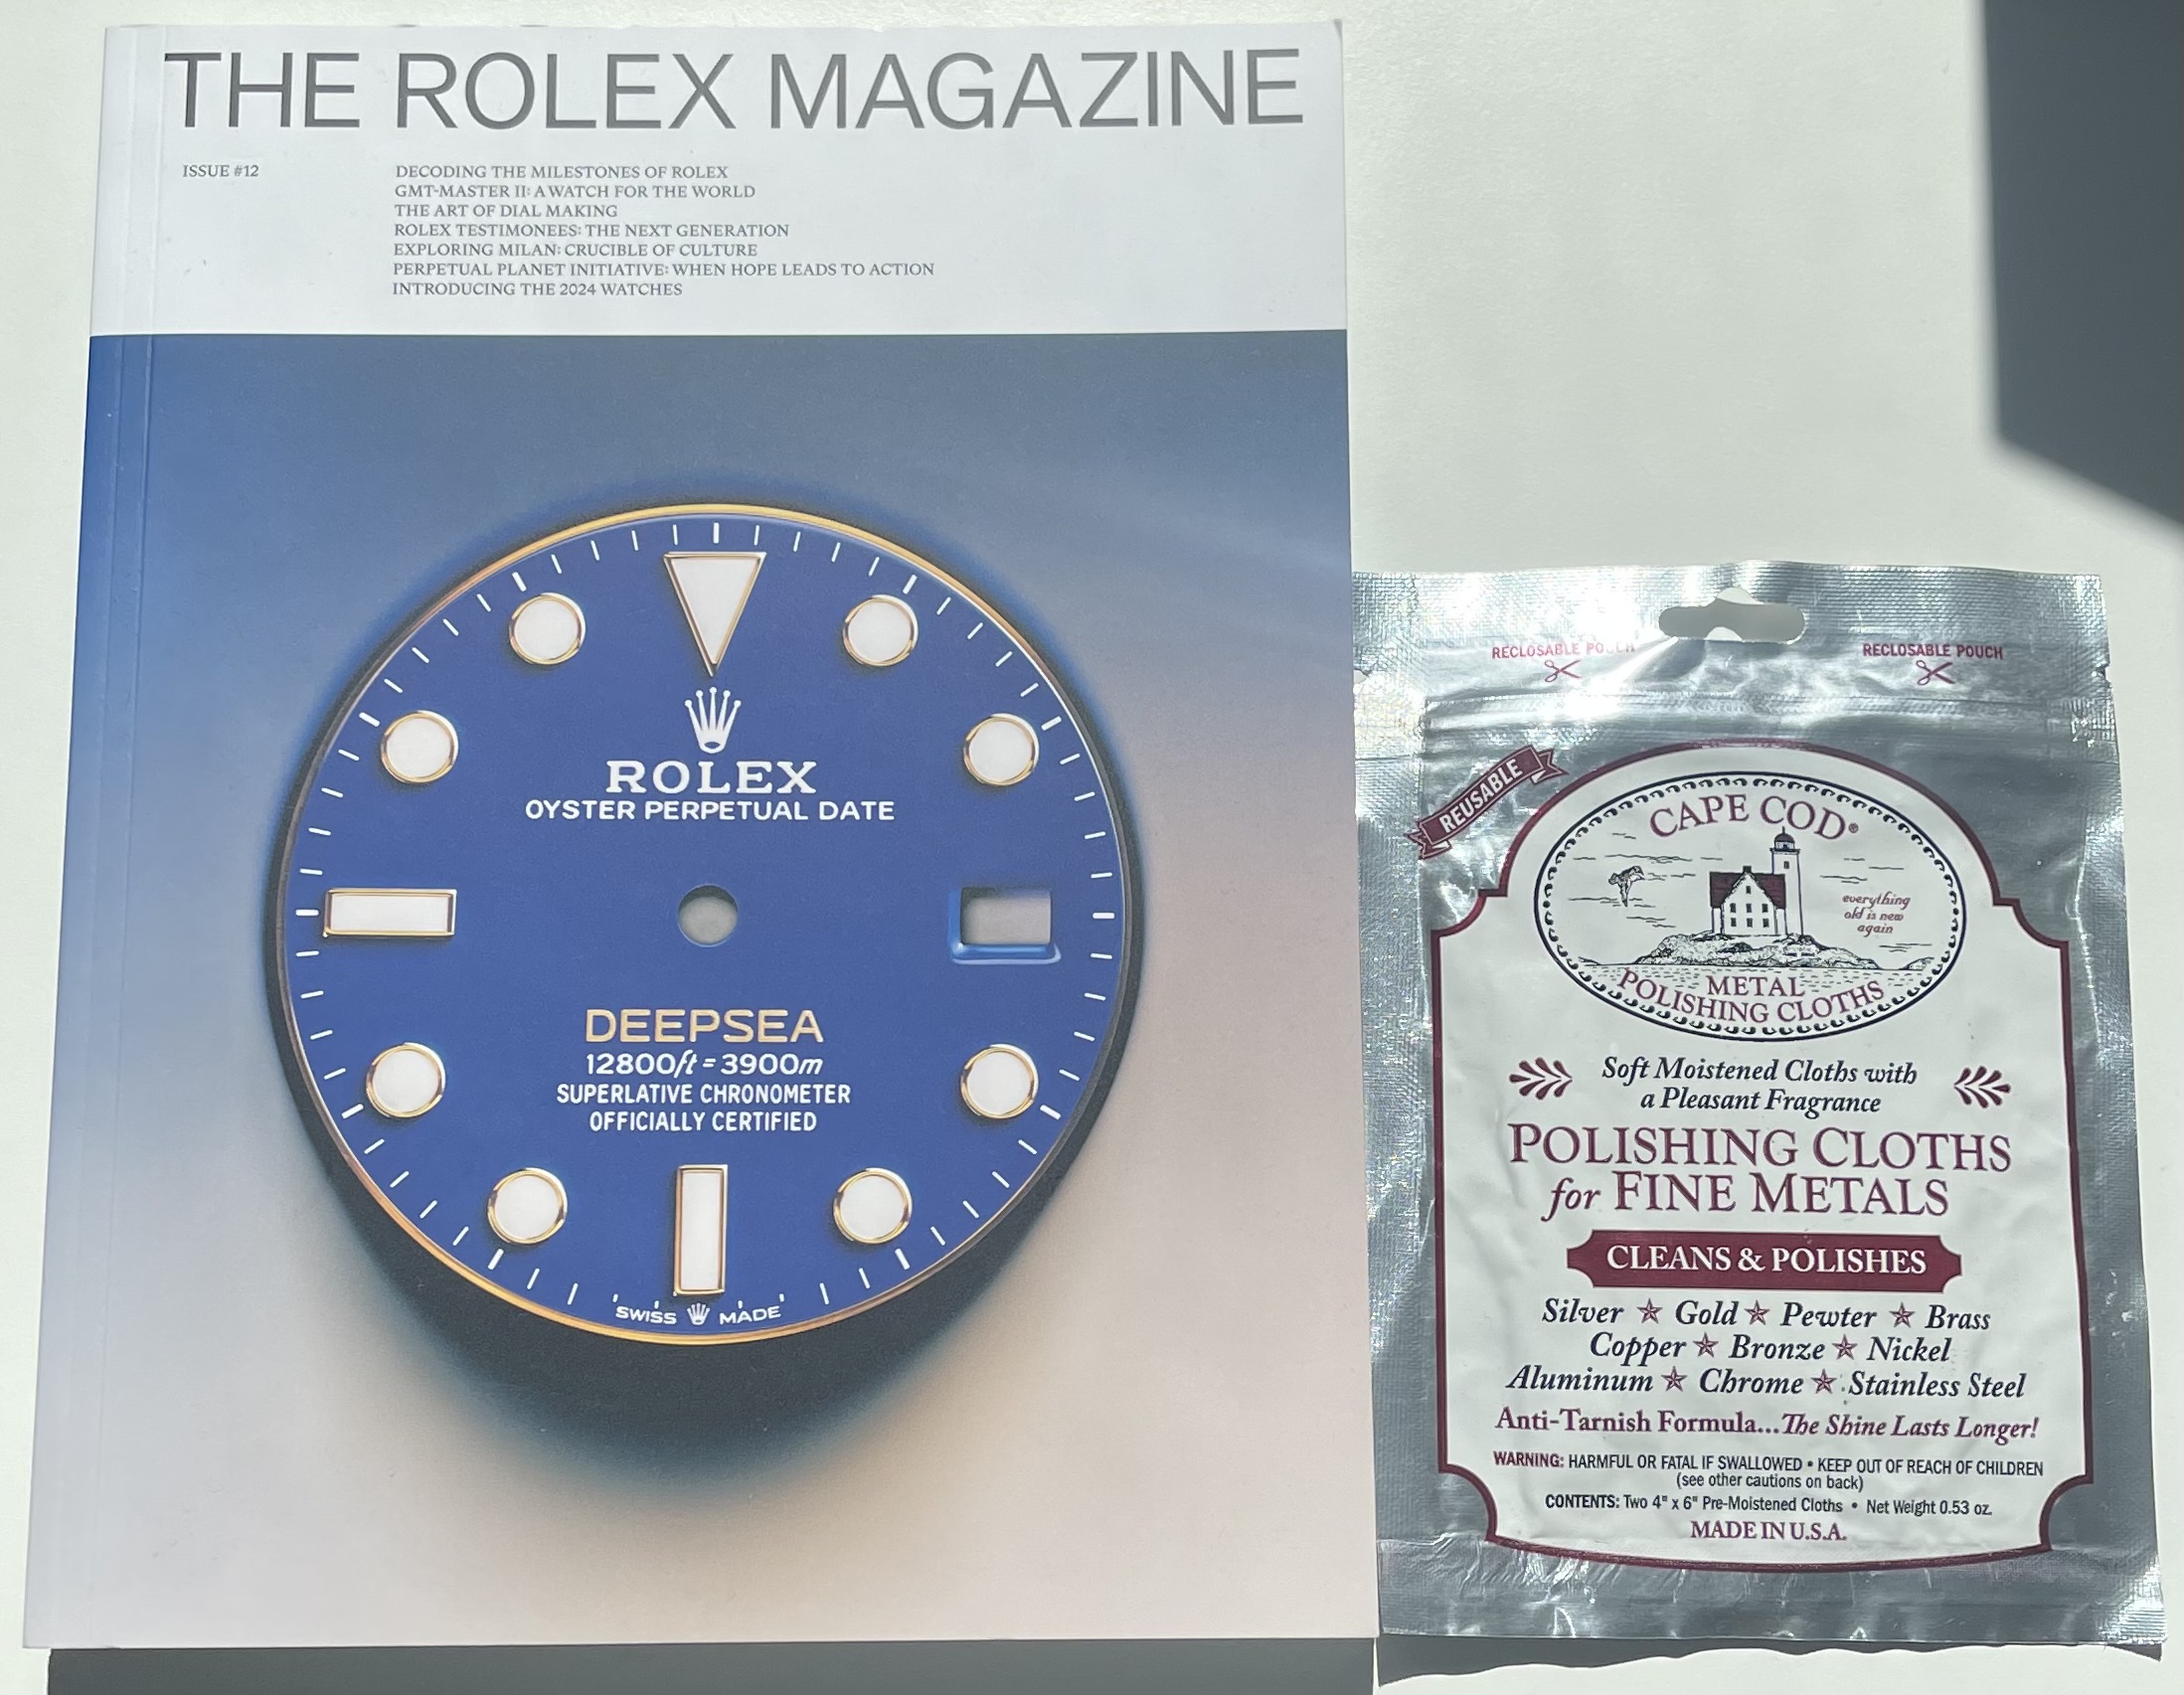 THE ROLEX MAGAZINE
ISSUE #12
DECODING THE MILESTONES OF ROLEX
GMT-MASTER II: A WATCH FOR THE WORLD
THE ART OF DIAL MAKING
ROLEX TESTIMONEES: THE NEXT GENERATION
EXPLORING MILAN: CRUCIBLE OF CULTURE
PERPETUAL PLANET INITIATIVE: WHEN HOPE LEADS TO ACTION
INTRODUCING THE 2024 WATCHES
ROLEX
OYSTER PERPETUAL DATE
DEEPSEA
12800ft = 3900m
SUPERLATIVE CHRONOMETER
OFFICIALLY CERTIFIED
SWISS MADE
RECLOSABLE POUCH
RECLOSABLE POUCH
REUSABLE
CAPE COD®
everything
old is new
again
METAL
POLISHING CLOTHS
Soft Moistened Cloths with
a Pleasant Fragrance
POLISHING CLOTHS
for FINE METALS
CLEANS & POLISHES
Silver ★ Gold ★ Pewter ★ Brass
Copper ★ Bronze ★ Nickel
Aluminum ★ Chrome ★ Stainless Steel
Anti-Tarnish Formula...The Shine Lasts Longer!
WARNING: HARMFUL OR FATAL IF SWALLOWED • KEEP OUT OF REACH OF CHILDREN
(see other cautions on back)
CONTENTS: Two 4" x 6" Pre-Moistened Cloths • Net Weight 0.53 oz.
MADE IN U.S.A.